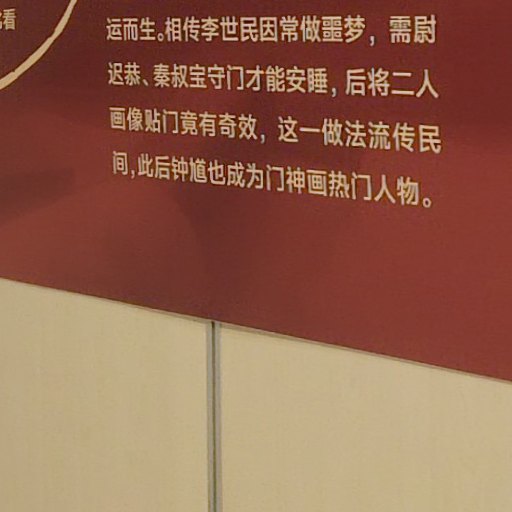 看
运而生。相传李世民因常做噩梦，需尉
迟恭、秦叔宝守门才能安睡，后将二人
画像贴门竟有奇效，这一做法流传民
间，此后钟馗也成为门神画热门人物。